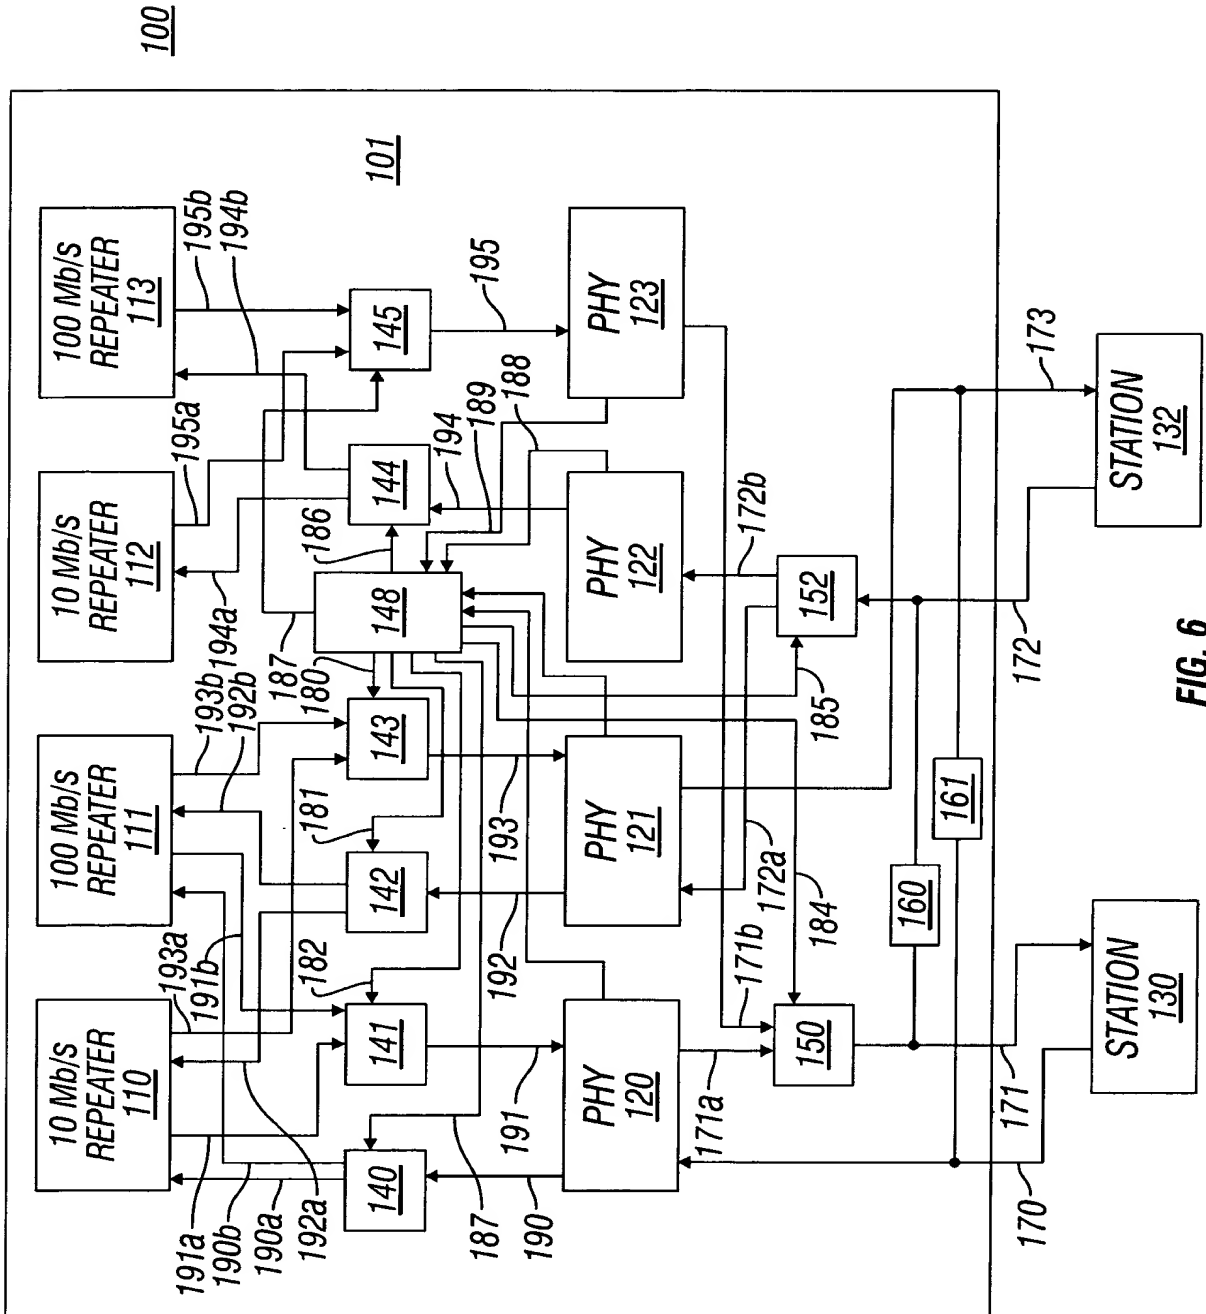 100
101
10 Mb/s
REPEATER
110
100 Mb/s
REPEATER
111
10 Mb/s
REPEATER
112
100 Mb/s
REPEATER
113
191a
190b
190a
192a
193a
191b
182
181
193b
192b
187
180
194a
186
195a
195b
194b
140
141
142
143
148
144
145
187
190
191
192
193
194
189
188
195
PHY
120
PHY
121
PHY
122
PHY
123
171a
171b
172a
184
185
172b
150
152
160
161
170
171
172
173
STATION
130
STATION
132
FIG. 6